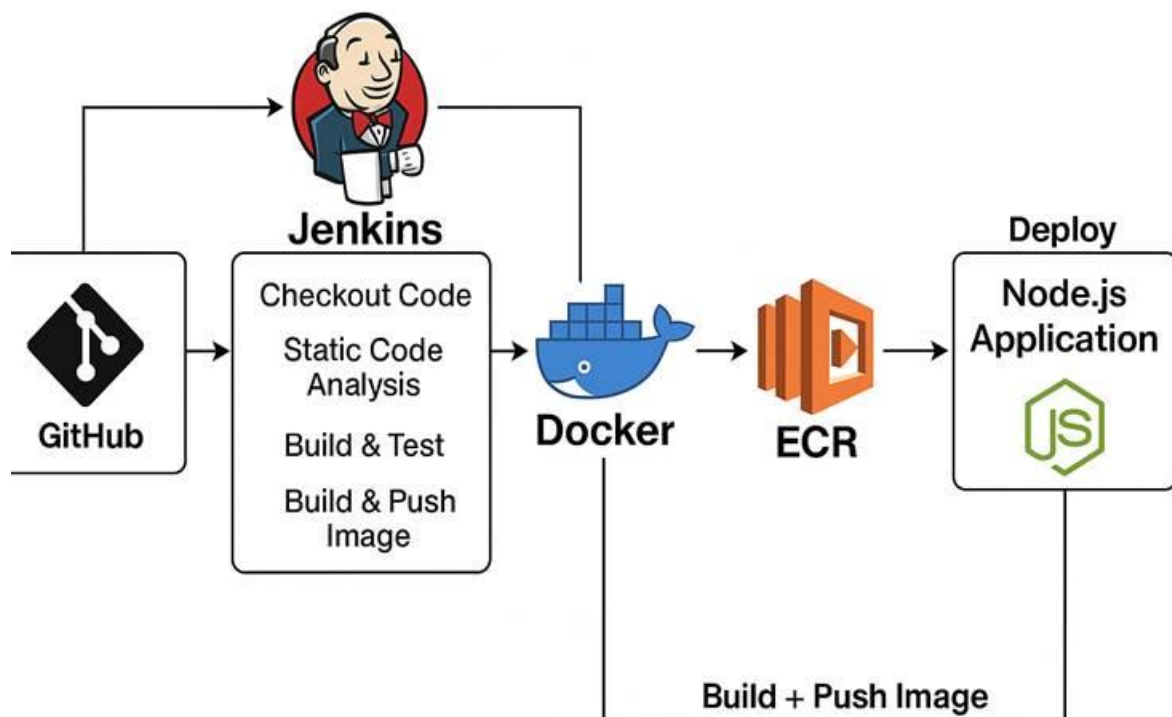 Jenkins
GitHub
Checkout Code
Static Code
Analysis
Build & Test
Build & Push
Image
Docker
ECR
Deploy
Node.js
Application
JS
Build + Push Image